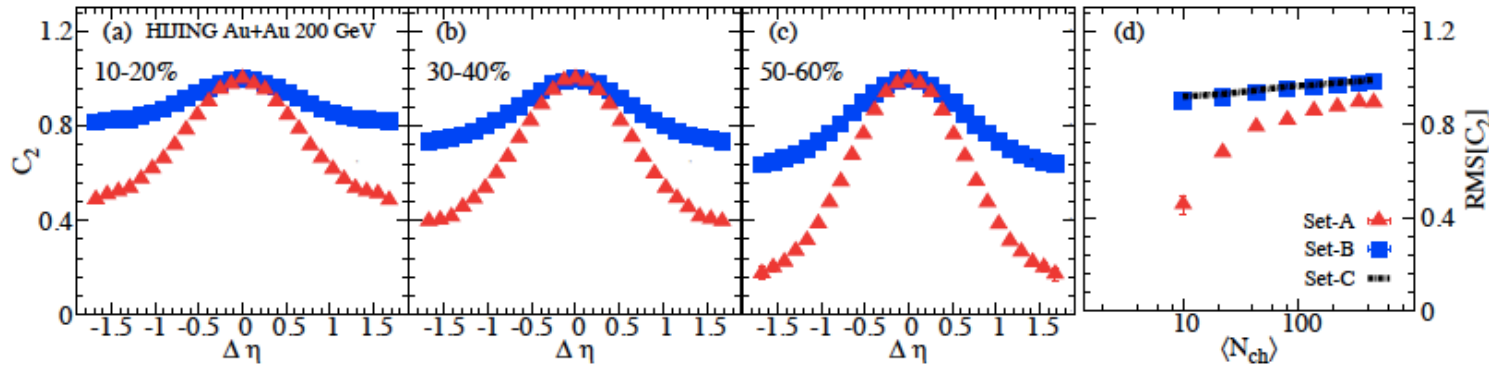 (a) HIJING Au+Au 200 GeV
10-20%
(b)
30-40%
(c)
50-60%
(d)
C2
1.2
0.8
0.4
0
-1.5 -1 -0.5 0 0.5 1 1.5
Δ η
-1.5 -1 -0.5 0 0.5 1 1.5
Δ η
-1.5 -1 -0.5 0 0.5 1 1.5
Δ η
Set-A
Set-B
Set-C
10 100
⟨Nch⟩
1.2
0.8
0.4
0
RMS[C2]